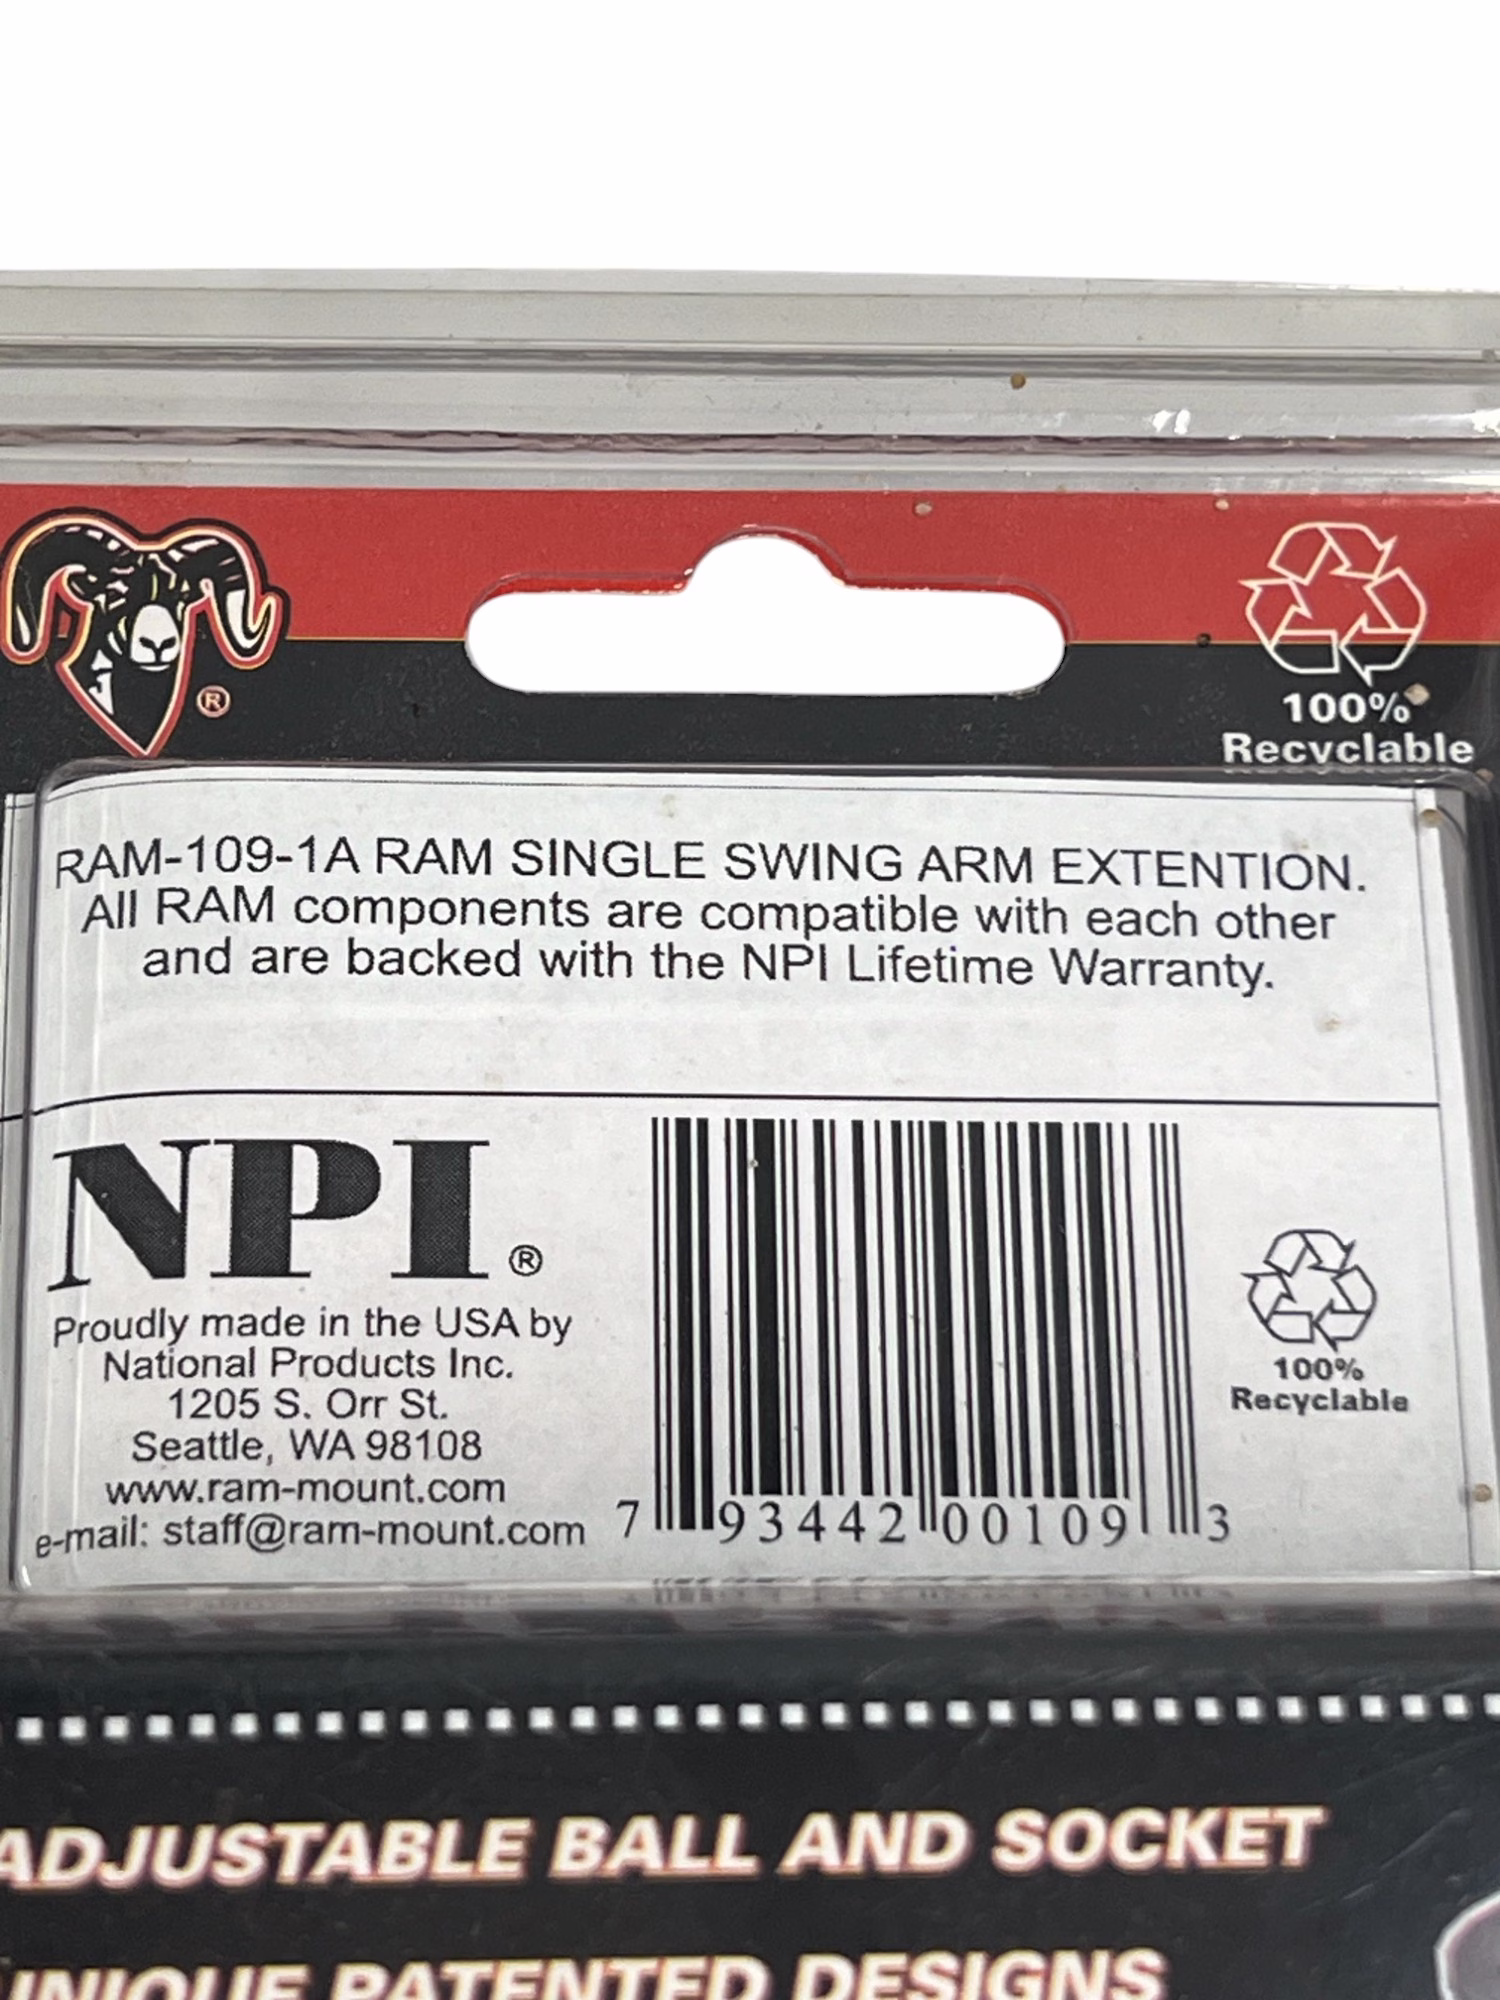 ®
100%
Recyclable
RAM-109-1A RAM SINGLE SWING ARM EXTENTION.
All RAM components are compatible with each other
and are backed with the NPI Lifetime Warranty.
NPI®
Proudly made in the USA by
National Products Inc.
1205 S. Orr St.
Seattle, WA 98108
www.ram-mount.com
e-mail: staff@ram-mount.com
7 93442 00109 3
100%
Recyclable
ADJUSTABLE BALL AND SOCKET
UNIQUE PATENTED DESIGNS